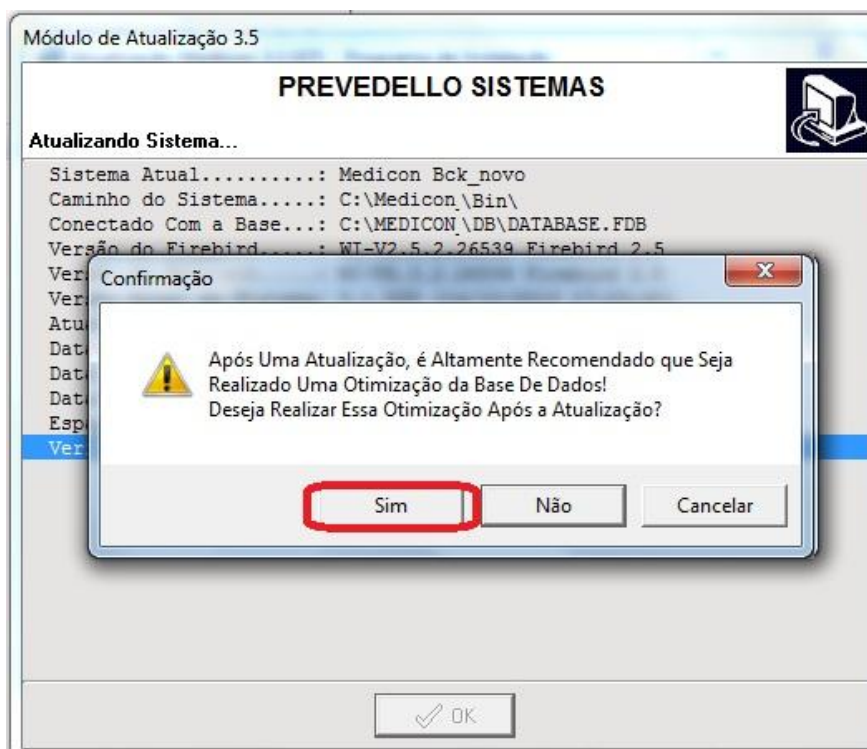 Módulo de Atualização 3.5
PREVEDELLO SISTEMAS
Atualizando Sistema...
Sistema Atual..........: Medicon Bck_novo
Caminho do Sistema.....: C:\Medicon\Bin\
Conectado Com a Base...: C:\MEDICON\DB\DATABASE.FDB
Versão do Firebird.....: WI-V2.5.2.26539 Firebird 2.5
Confirmação
Após Uma Atualização, é Altamente Recomendado que Seja
Realizado Uma Otimização da Base De Dados!
Deseja Realizar Essa Otimização Após a Atualização?
Sim
Não
Cancelar
OK